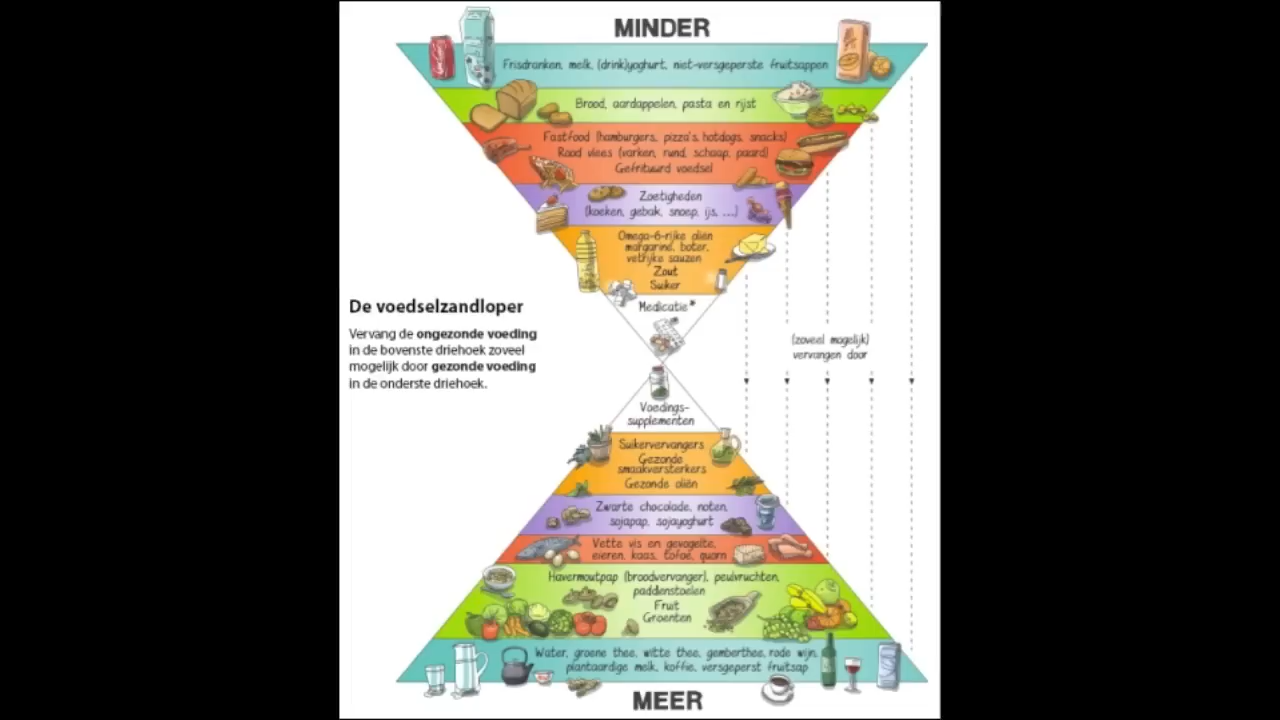 MINDER
Frisdranken, melk, (drink)yoghurt, niet-versgeperste fruitsappen
Brood, aardappelen, pasta en rijst
Fastfood (hamburgers, pizza's, hotdogs, snacks)
Rood vlees (varken, rund, schaap, paard)
Gefrituurd voedsel
Zoetigheden
(koeken, gebak, snoep, ijs, ...)
Omega-6-rijke oliën
margarine, boter,
vetrijke sauzen
Zout
Suiker
Medicatie*
De voedselzandloper
Vervang de ongezonde voeding
in de bovenste driehoek zoveel
mogelijk door gezonde voeding
in de onderste driehoek.
(zoveel mogelijk)
vervangen door
Voedings-
supplementen
Suikervervangers
Gezonde
smaakversterkers
Gezonde oliën
Zwarte chocolade, noten,
sojapap, sojayoghurt
Vette vis en gevogelte,
eieren, kaas, tofoe, quorn
Havermoutpap (broodvervanger), peulvruchten,
paddenstoelen
Fruit
Groenten
Water, groene thee, witte thee, gemberthee, rode wijn,
plantaardige melk, koffie, versgeperst fruitsap
MEER